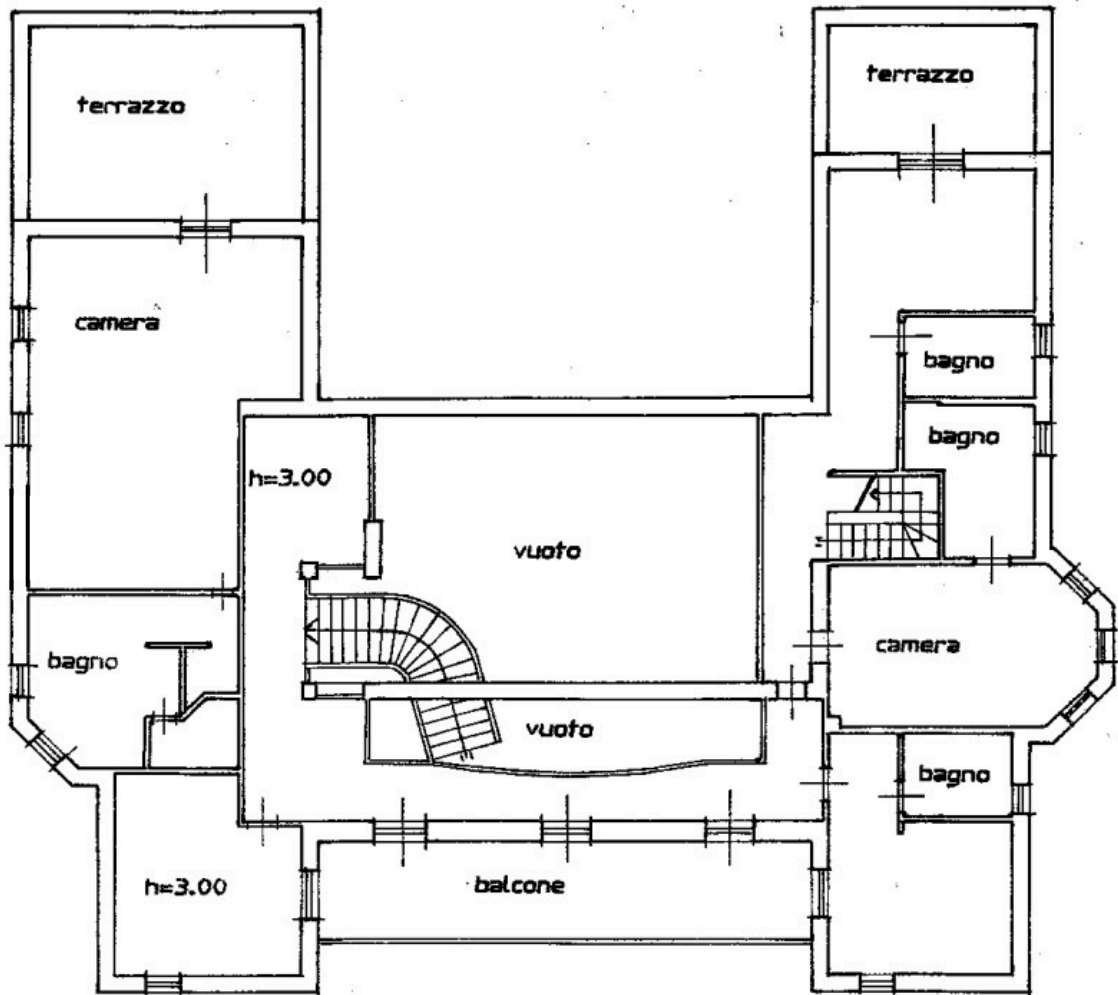 terrazzo
terrazzo
camera
bagno
bagno
h=3.00
vuoto
camera
bagno
vuoto
bagno
balcone
h=3.00